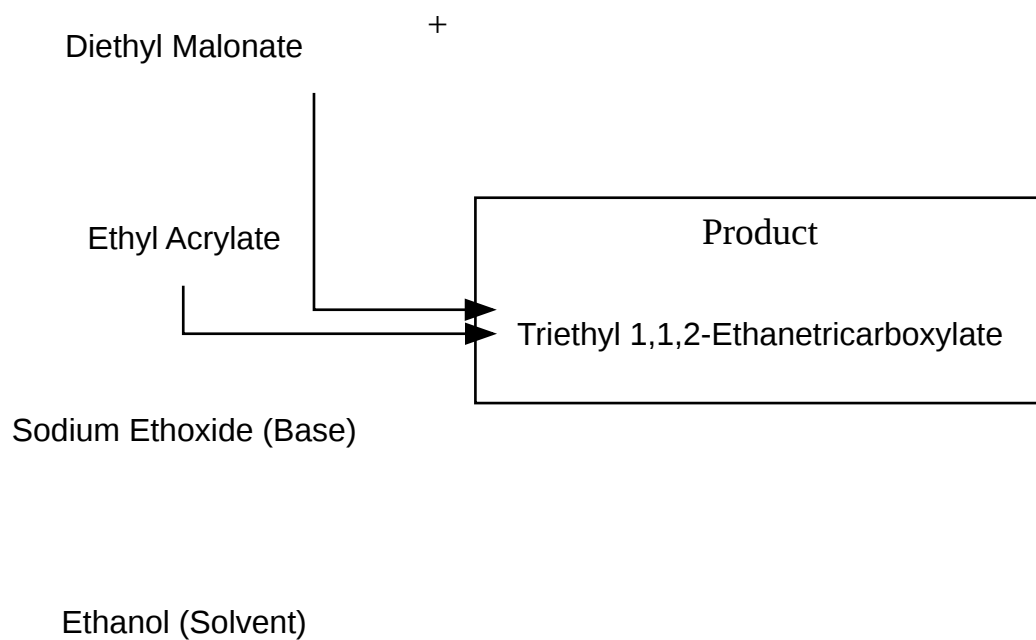 +
Diethyl Malonate
Ethyl Acrylate
Product
Triethyl 1,1,2-Ethanetricarboxylate
Sodium Ethoxide (Base)
Ethanol (Solvent)